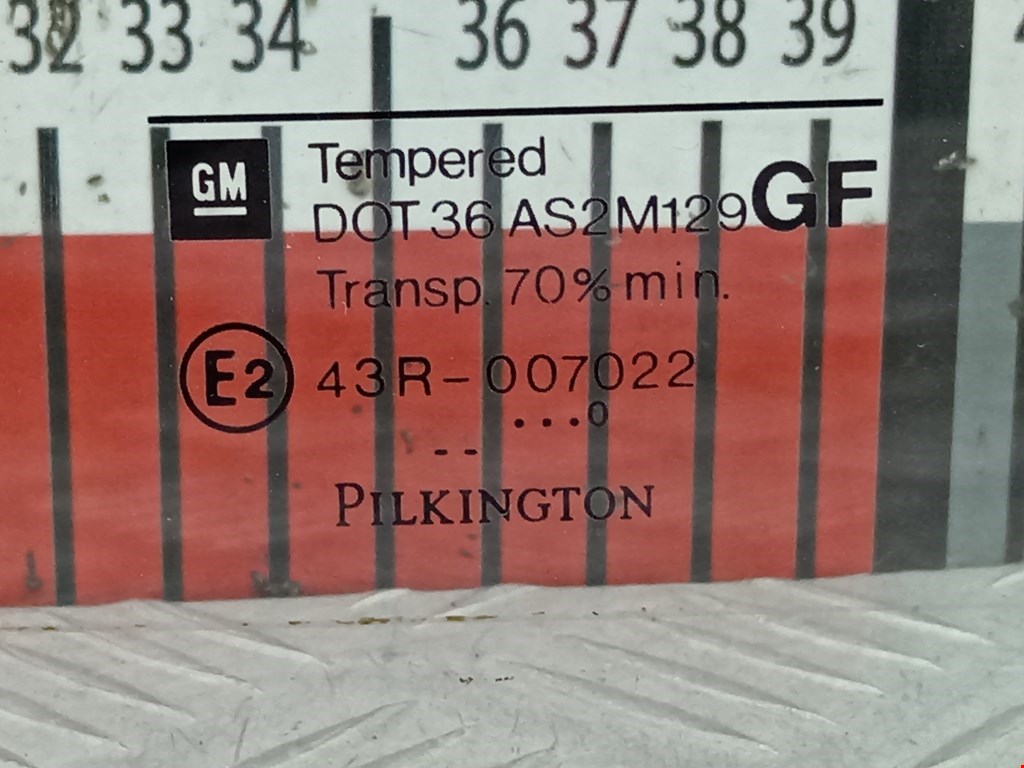 32 33 34 36 37 38 39
GM
Tempered
DOT 36 AS2 M129 GF
Transp. 70% min.
E2 43R-007022
...0
--
PILKINGTON